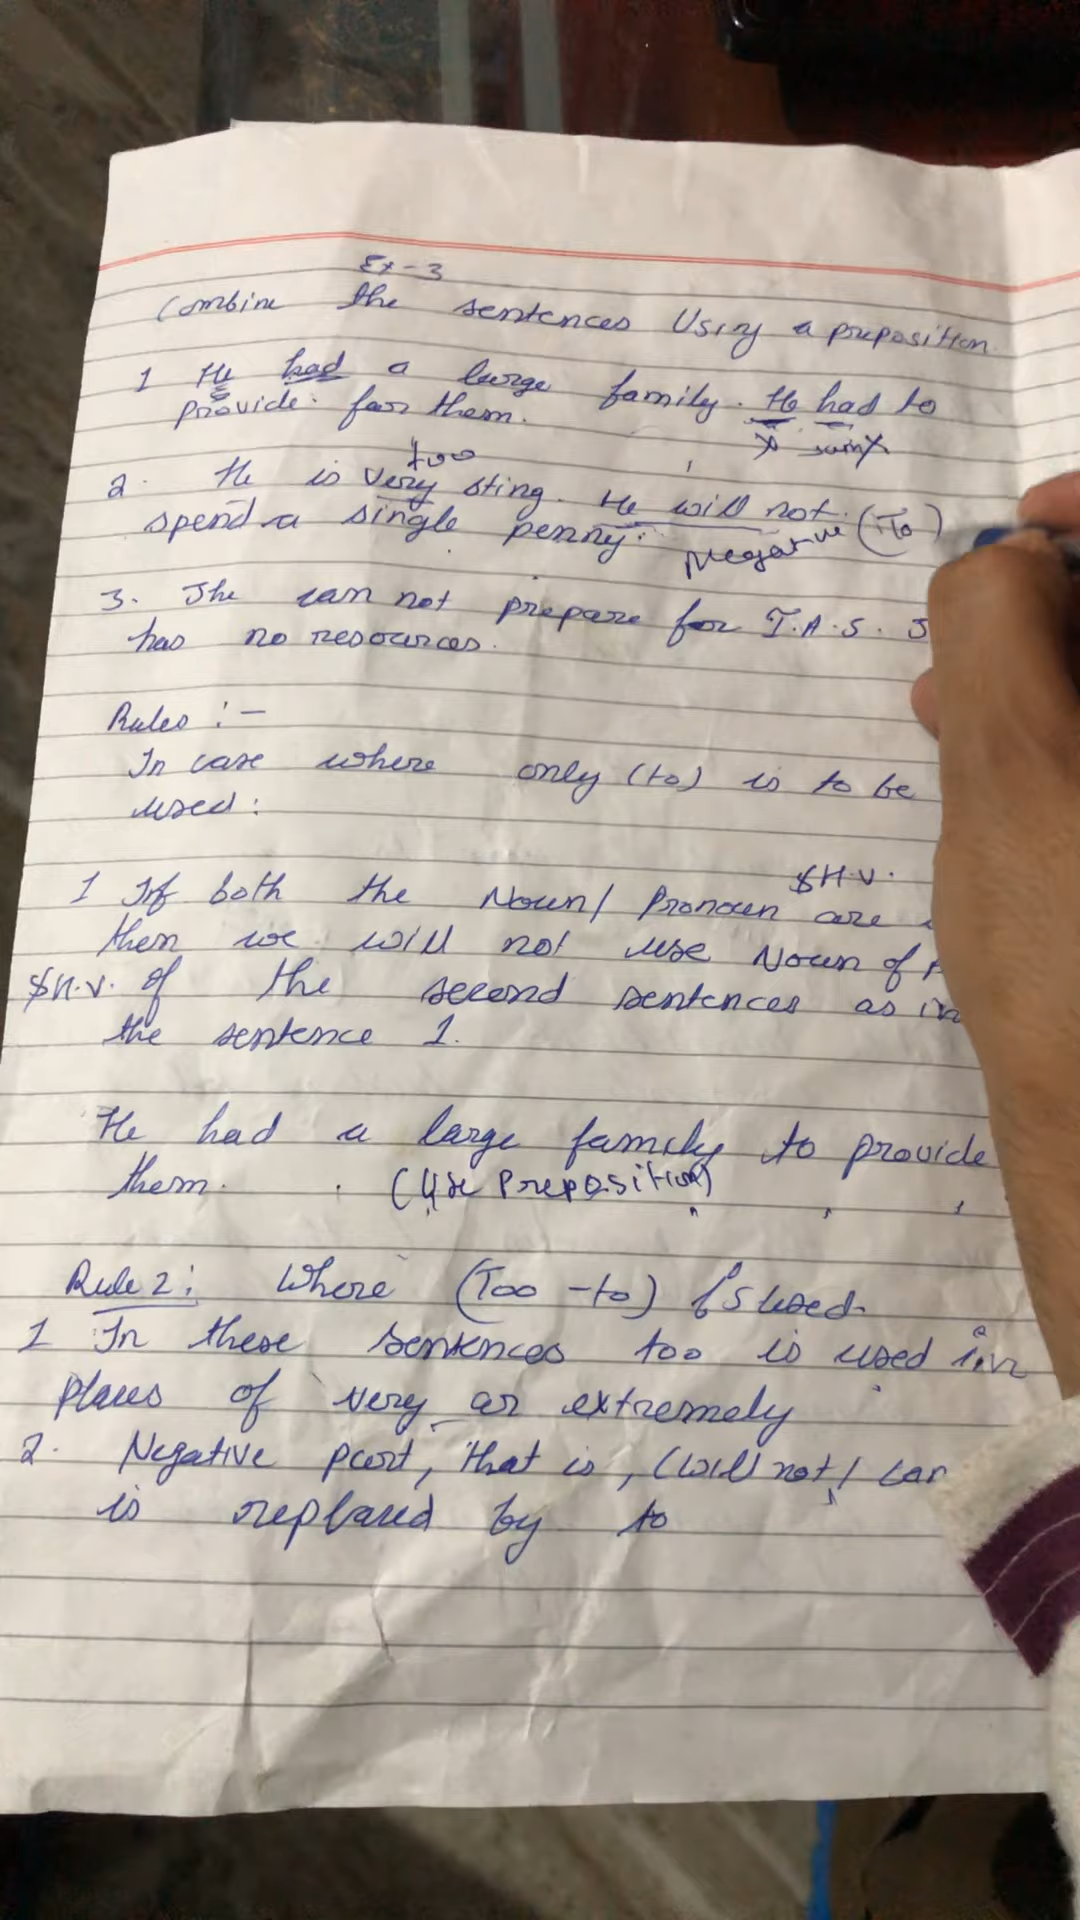 Ex-3
Combine the sentences Using a preposition.
1 He had a large family. He had to
provide for them.
X same X
too
2. He is very sting. He will not
spend a single penny. Negative (To)
3. She can not prepare for I.A.S. S
has no resources.
Rules :-
In case where only (to) is to be
used:
$H.V.
1 If both the Noun/ Pronoun are
then we will not use Noun of
$H.V. of the second sentences as in
the sentence 1.
He had a large family to provide
them. (Use Preposition)
Rule 2: Where (Too -to) is used.
1 In these sentences too is used in
places of very or extremely
2. Negative part, that is, (will not/ can
is replaced by to